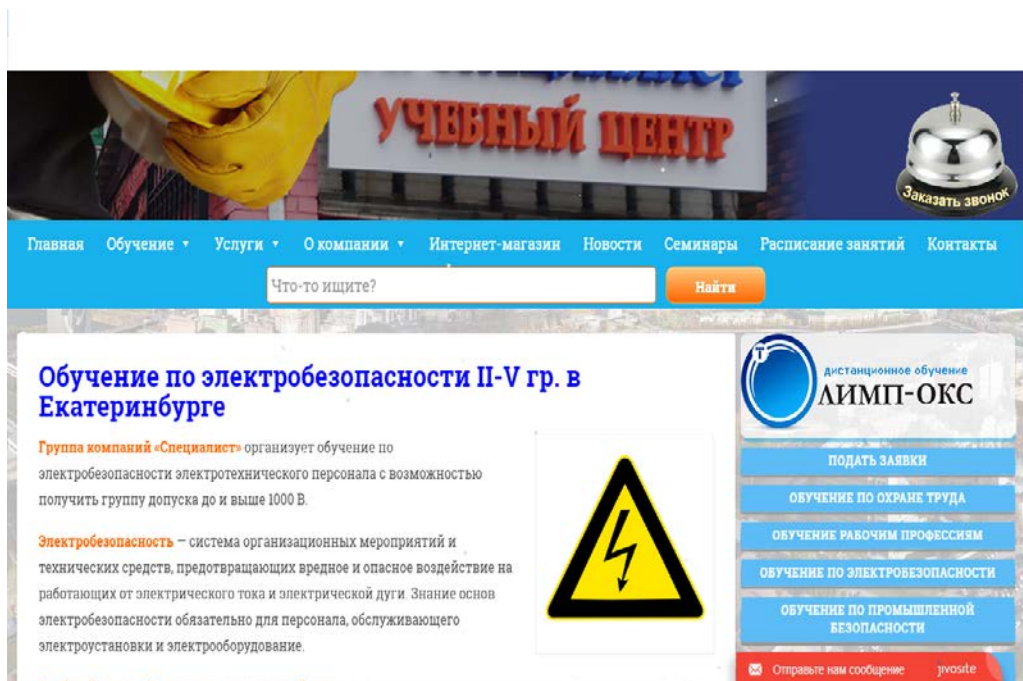 УЧЕБНЫЙ ЦЕНТР
Заказать звонок
Главная Обучение ▼ Услуги ▼ О компании ▼ Интернет-магазин Новости Семинары Расписание занятий Контакты
Что-то ищите?
Найти
Обучение по электробезопасности II-V гр. в
Екатеринбурге
Группа компаний «Специалист» организует обучение по
электробезопасности электротехнического персонала с возможностью
получить группу допуска до и выше 1000 В.
Электробезопасность — система организационных мероприятий и
технических средств, предотвращающих вредное и опасное воздействие на
работающих от электрического тока и электрической дуги. Знание основ
электробезопасности обязательно для персонала, обслуживающего
электроустановки и электрооборудование.
Т
дистанционное обучение
ЛИМП-ОКС
ПОДАТЬ ЗАЯВКИ
ОБУЧЕНИЕ ПО ОХРАНЕ ТРУДА
ОБУЧЕНИЕ РАБОЧИМ ПРОФЕССИЯМ
ОБУЧЕНИЕ ПО ЭЛЕКТРОБЕЗОПАСНОСТИ
ОБУЧЕНИЕ ПО ПРОМЫШЛЕННОЙ
БЕЗОПАСНОСТИ
Отправьте нам сообщение jivosite